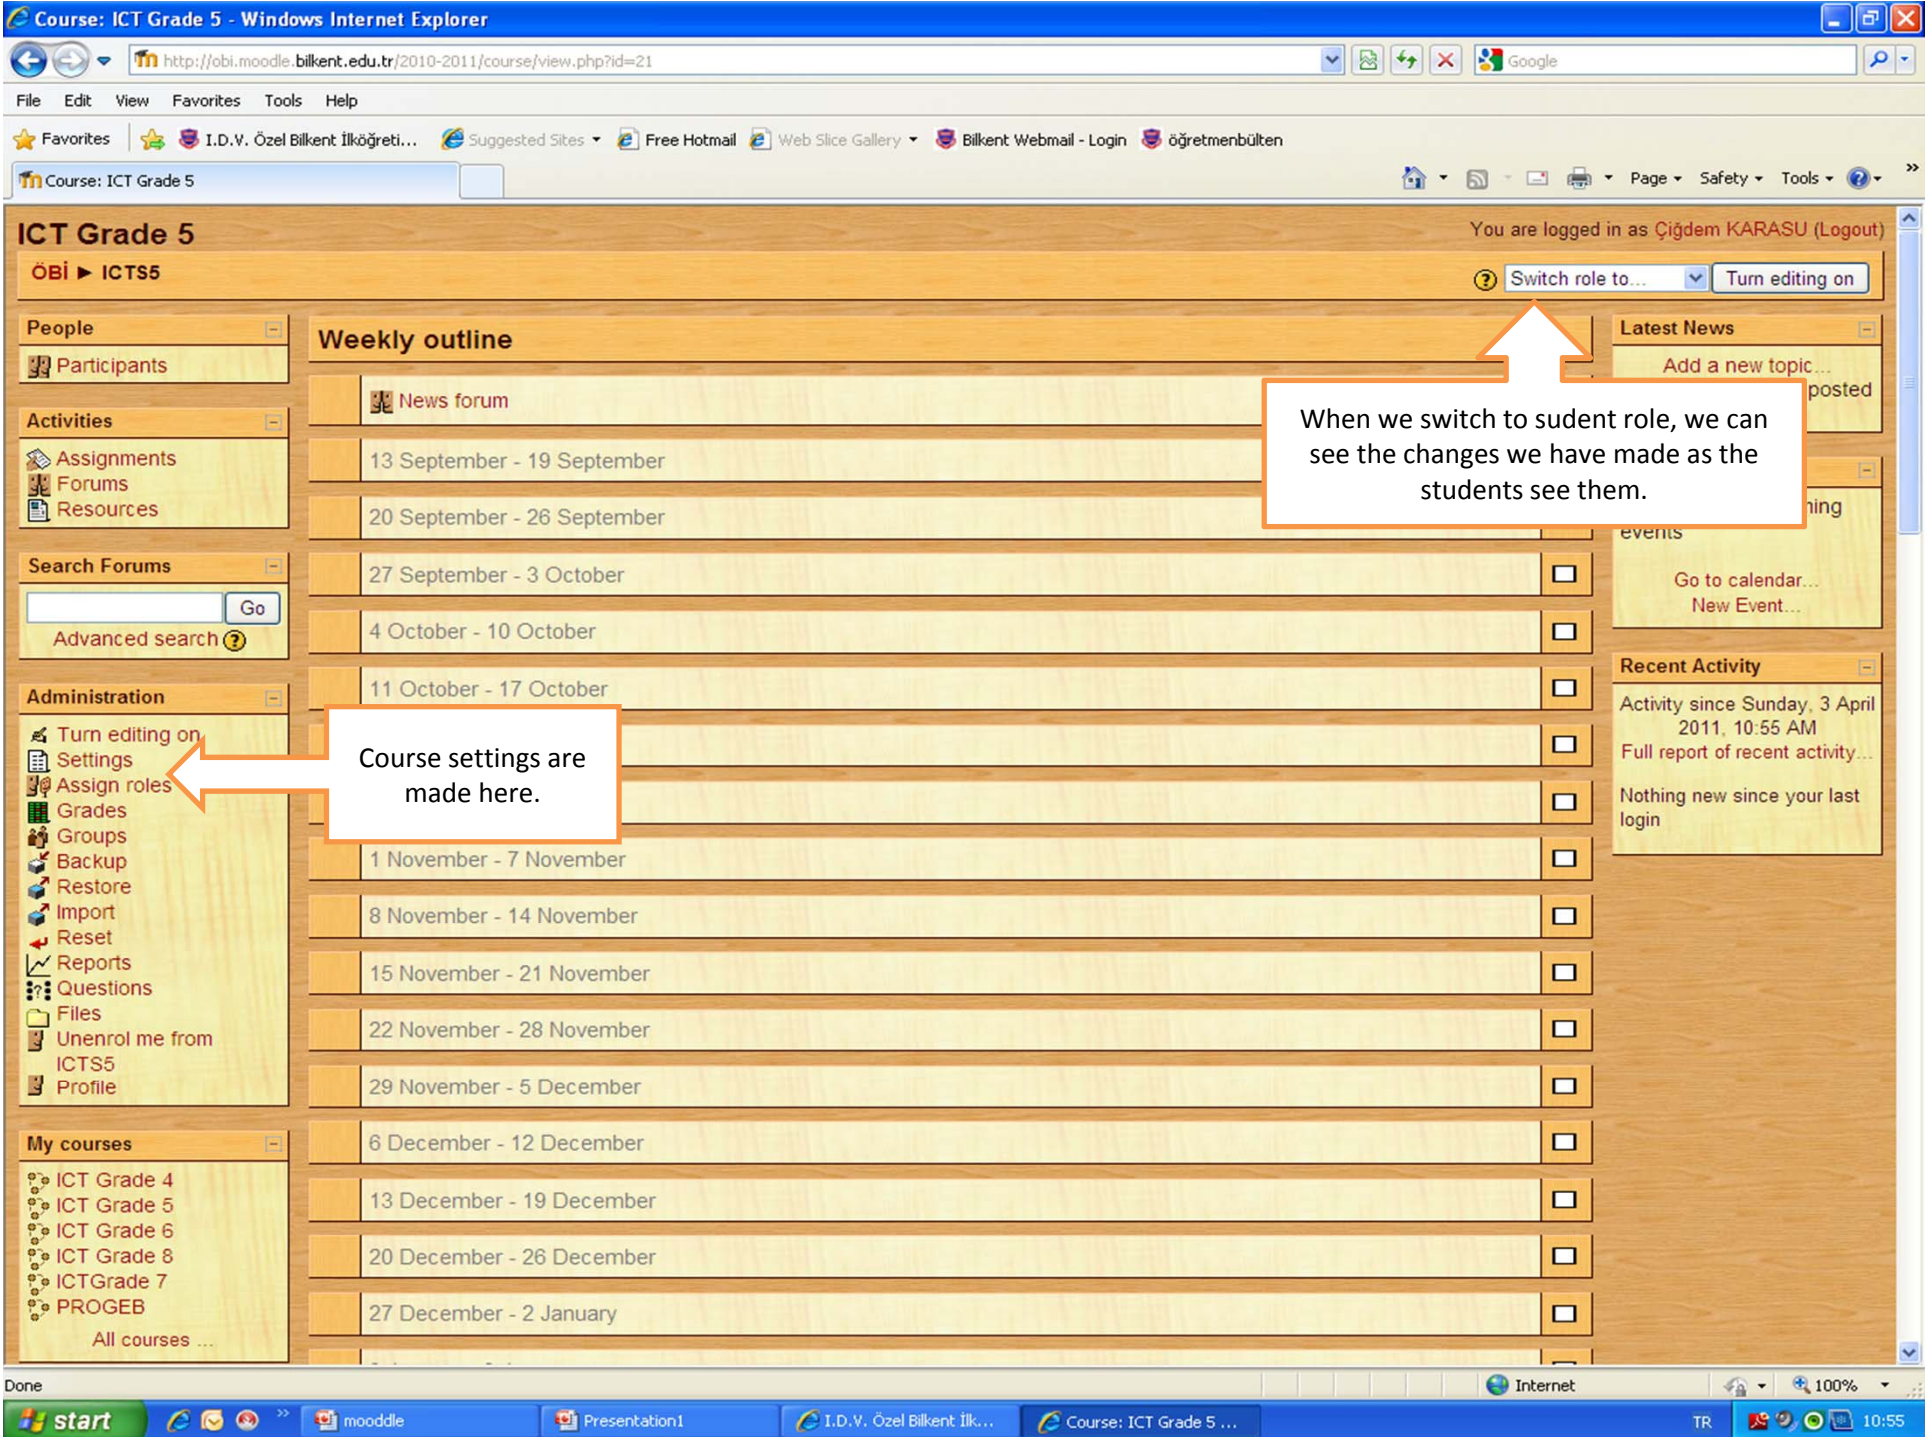 Course: ICT Grade 5 - Windows Internet Explorer
http://obi.moodle.bilkent.edu.tr/2010-2011/course/view.php?id=21
Google
File Edit View Favorites Tools Help
Favorites I.D.V. Özel Bilkent İlköğreti... Suggested Sites Free Hotmail Web Slice Gallery Bilkent Webmail - Login öğretmenbülten
Course: ICT Grade 5
Page Safety Tools »
ICT Grade 5
You are logged in as Çiğdem KARASU (Logout)
ÖBİ ► ICTS5
Switch role to...
Turn editing on
People
Participants
Activities
Assignments
Forums
Resources
Search Forums
Go
Advanced search
Administration
Turn editing on
Settings
Assign roles
Grades
Groups
Backup
Restore
Import
Reset
Reports
Questions
Files
Unenrol me from
ICTS5
Profile
My courses
ICT Grade 4
ICT Grade 5
ICT Grade 6
ICT Grade 8
ICTGrade 7
PROGEB
All courses ...
Weekly outline
News forum
13 September - 19 September
20 September - 26 September
27 September - 3 October
4 October - 10 October
11 October - 17 October
1 November - 7 November
8 November - 14 November
15 November - 21 November
22 November - 28 November
29 November - 5 December
6 December - 12 December
13 December - 19 December
20 December - 26 December
27 December - 2 January
When we switch to sudent role, we can
see the changes we have made as the
students see them.
Course settings are
made here.
Latest News
Add a new topic...
posted
events
Go to calendar...
New Event...
Recent Activity
Activity since Sunday, 3 April
2011, 10:55 AM
Full report of recent activity...
Nothing new since your last
login
Done
Internet
100%
start
»
mooddle
Presentation1
I.D.V. Özel Bilkent İlk...
Course: ICT Grade 5 ...
TR
10:55